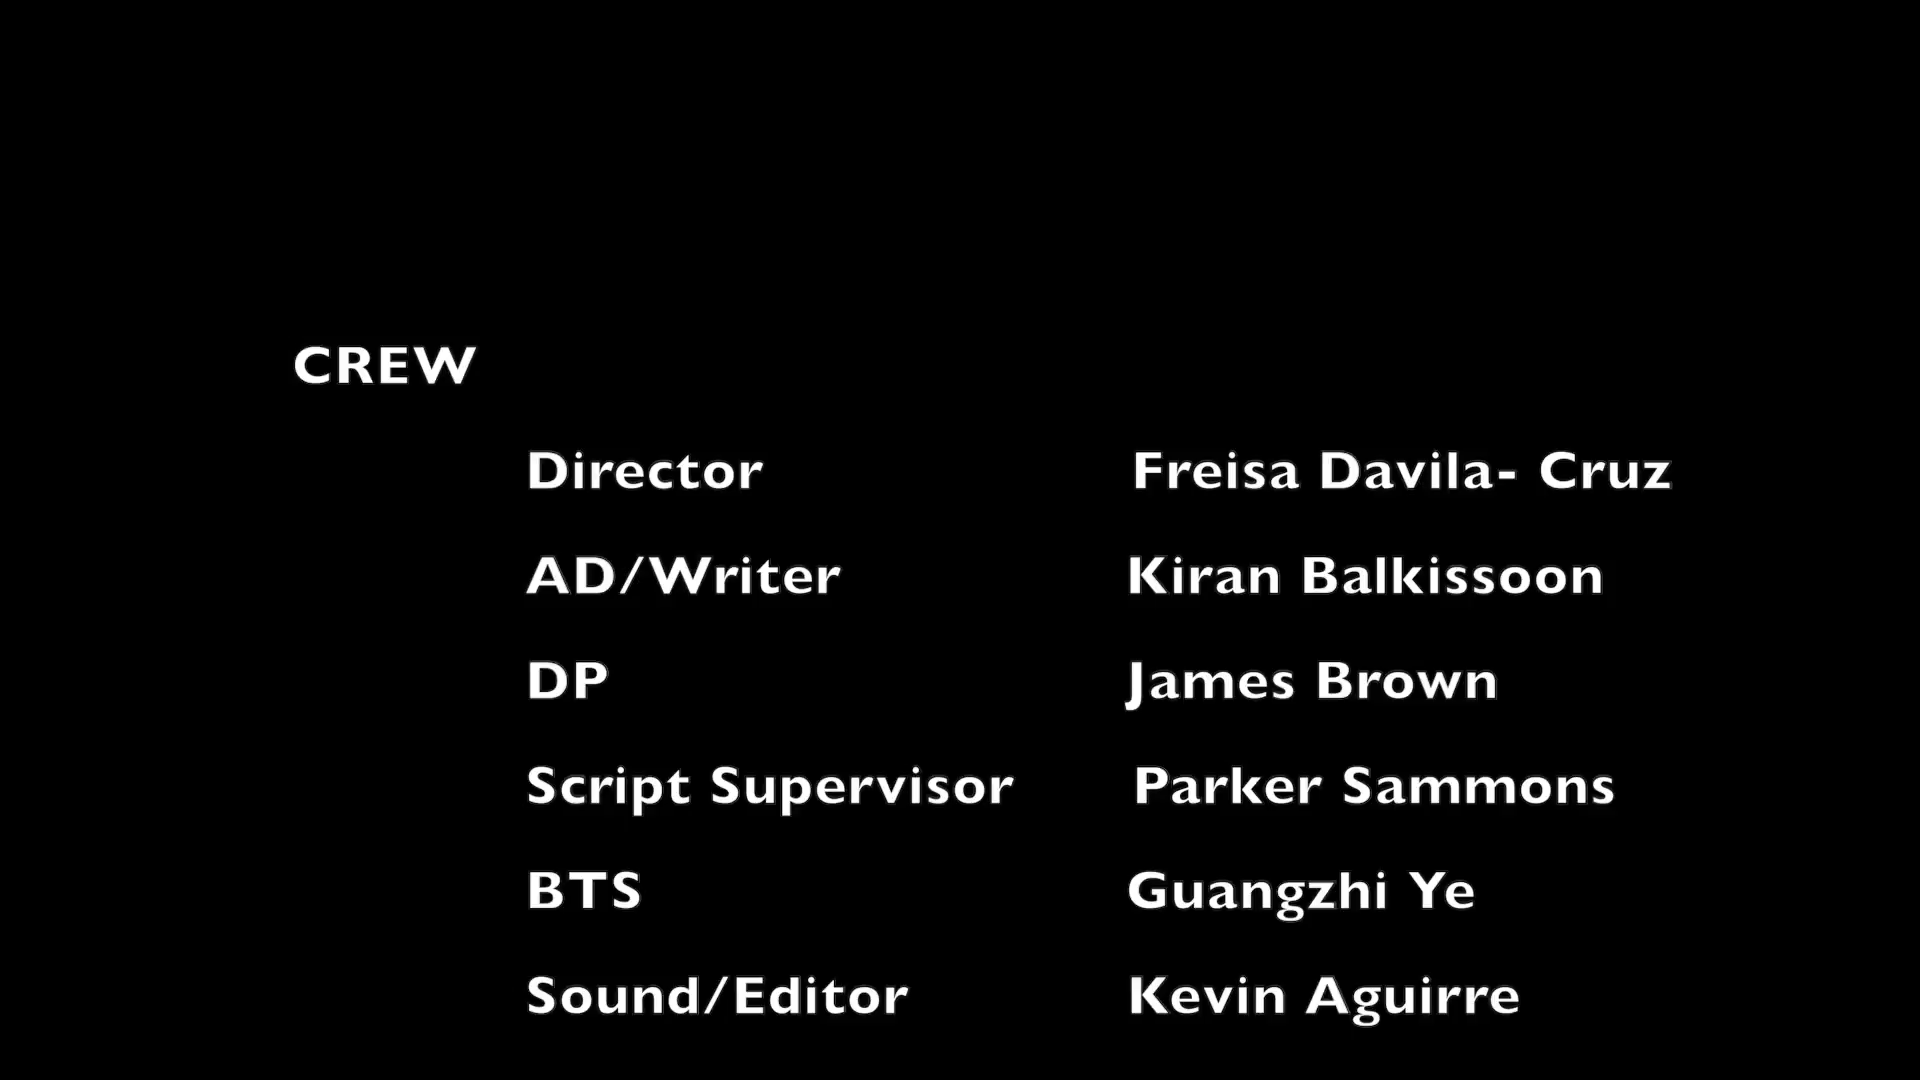 CREW
Director Freisa Davila- Cruz
AD/Writer Kiran Balkissoon
DP James Brown
Script Supervisor Parker Sammons
BTS Guangzhi Ye
Sound/Editor Kevin Aguirre